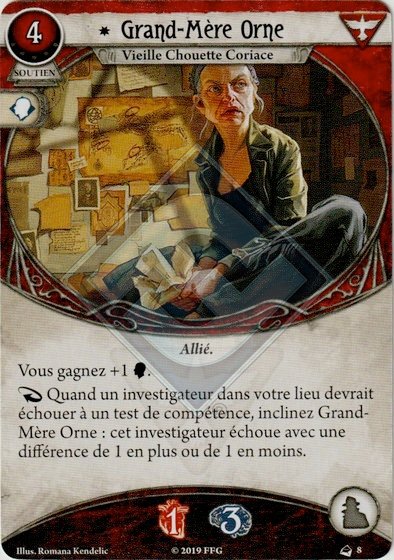 4
SOUTIEN
* Grand-Mère Orne
Vieille Chouette Coriace
Allié.
Vous gagnez +1 .
Quand un investigateur dans votre lieu devrait
échouer à un test de compétence, inclinez Grand-
Mère Orne : cet investigateur échoue avec une
différence de 1 en plus ou de 1 en moins.
1
3
Illus. Romana Kendelic
© 2019 FFG
8